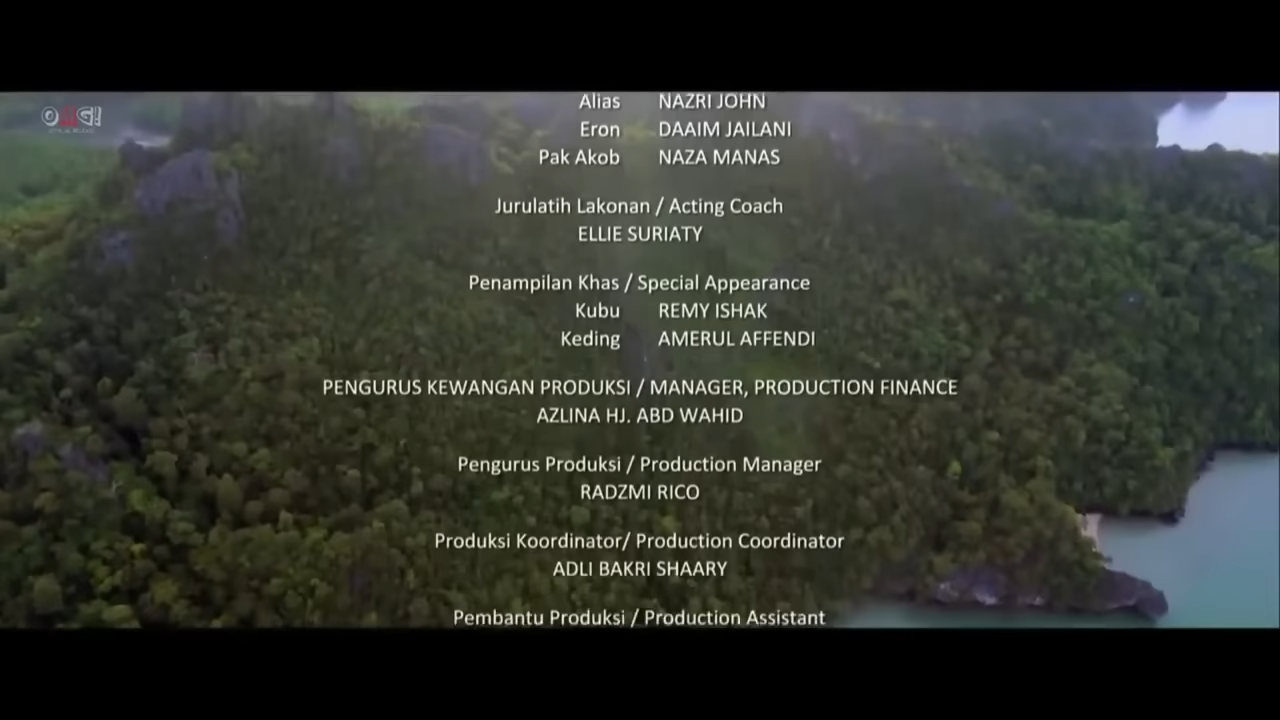 Alias NAZRI JOHN
Eron DAAIM JAILANI
Pak Akob NAZA MANAS
Jurulatih Lakonan / Acting Coach
ELLIE SURIATY
Penampilan Khas / Special Appearance
Kubu REMY ISHAK
Keding AMERUL AFFENDI
PENGURUS KEWANGAN PRODUKSI / MANAGER, PRODUCTION FINANCE
AZLINA HJ. ABD WAHID
Pengurus Produksi / Production Manager
RADZMI RICO
Produksi Koordinator/ Production Coordinator
ADLI BAKRI SHAARY
Pembantu Produksi / Production Assistant